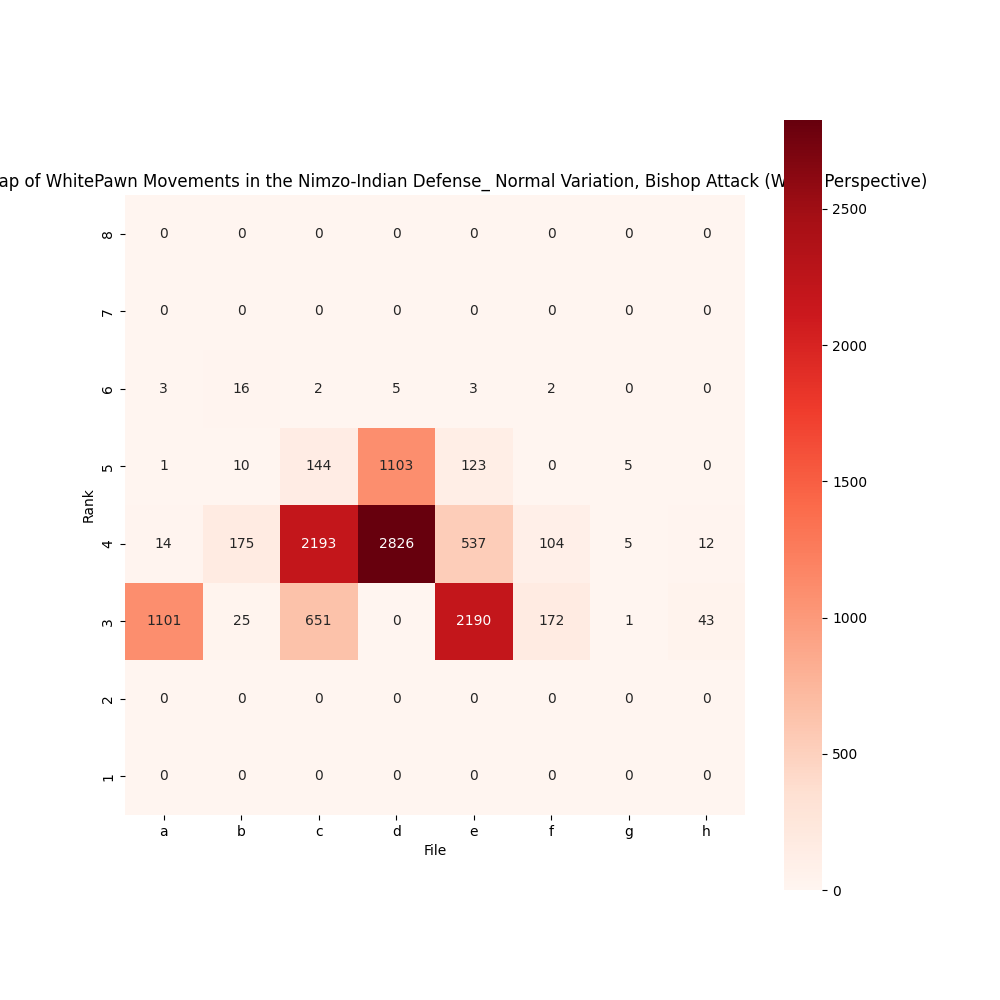 ap of WhitePawn Movements in the Nimzo-Indian Defense_ Normal Variation, Bishop Attack (W Perspective)
8 0 0 0 0 0 0 0 0
7 0 0 0 0 0 0 0 0
6 3 16 2 5 3 2 0 0
5 1 10 144 1103 123 0 5 0
4 14 175 2193 2826 537 104 5 12
3 1101 25 651 0 2190 172 1 43
2 0 0 0 0 0 0 0 0
1 0 0 0 0 0 0 0 0
a b c d e f g h
File
Rank
2500
2000
1500
1000
500
0